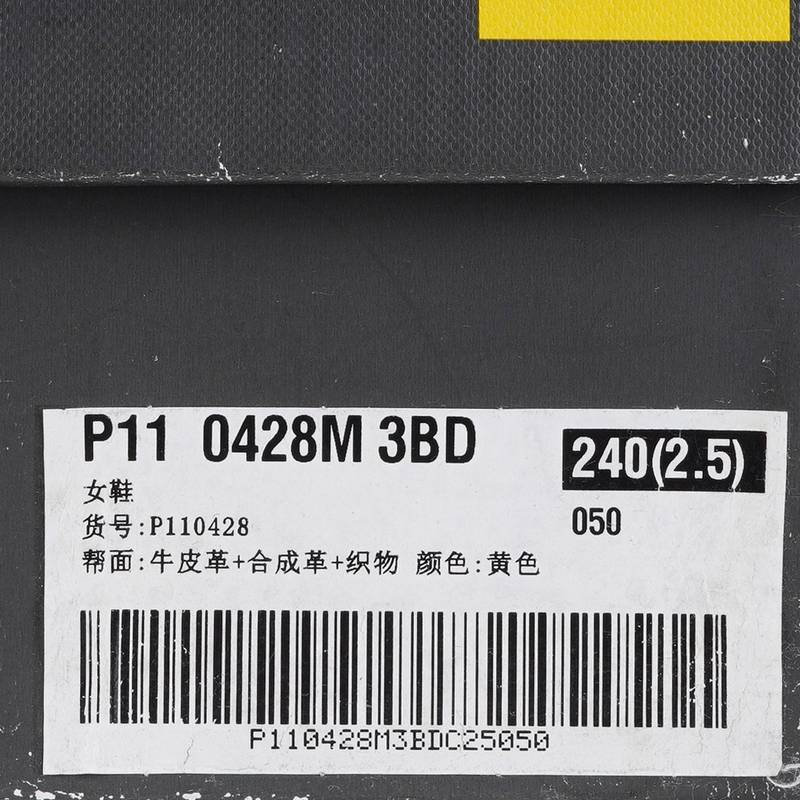 P11 0428M 3BD
240(2.5)
女鞋
货号:P110428
050
帮面:牛皮革+合成革+织物 颜色:黄色
P110428M3BDC25050